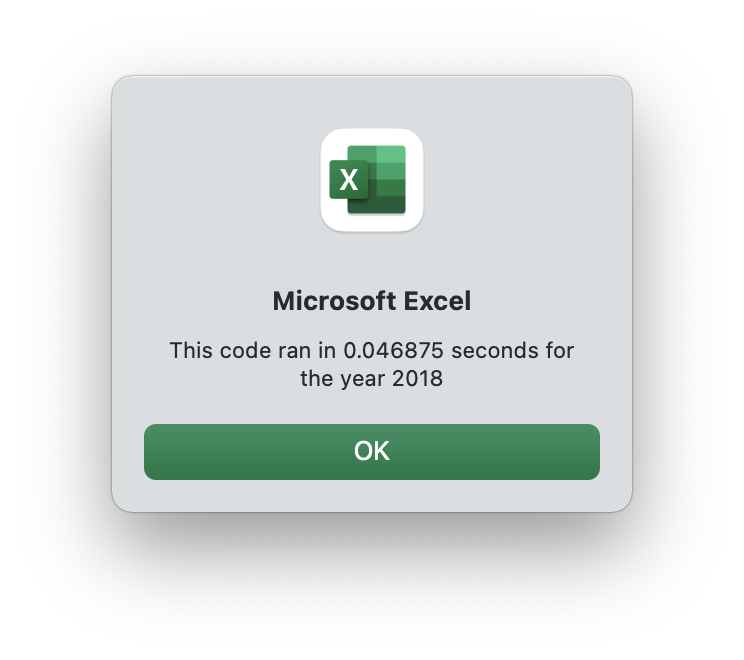 X
Microsoft Excel
This code ran in 0.046875 seconds for
the year 2018
OK